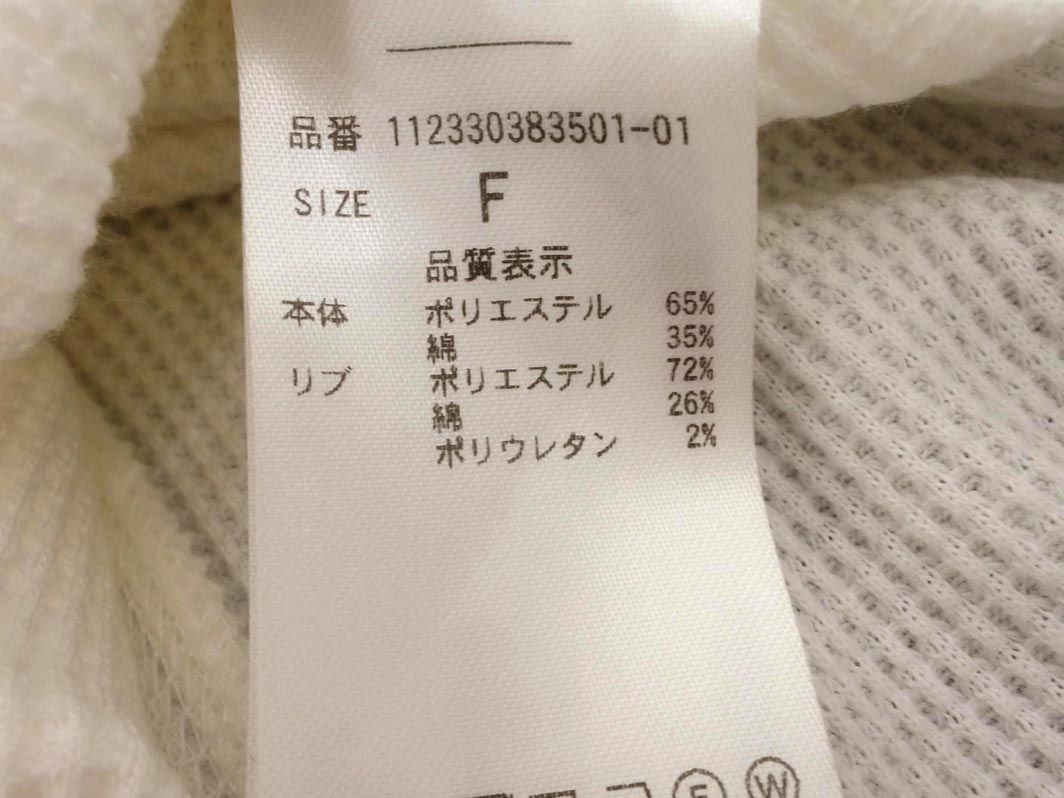 品番 112330383501-01
SIZE F
品質表示
本体 ポリエステル 65%
綿 35%
リブ ポリエステル 72%
綿 26%
ポリウレタン 2%
F W